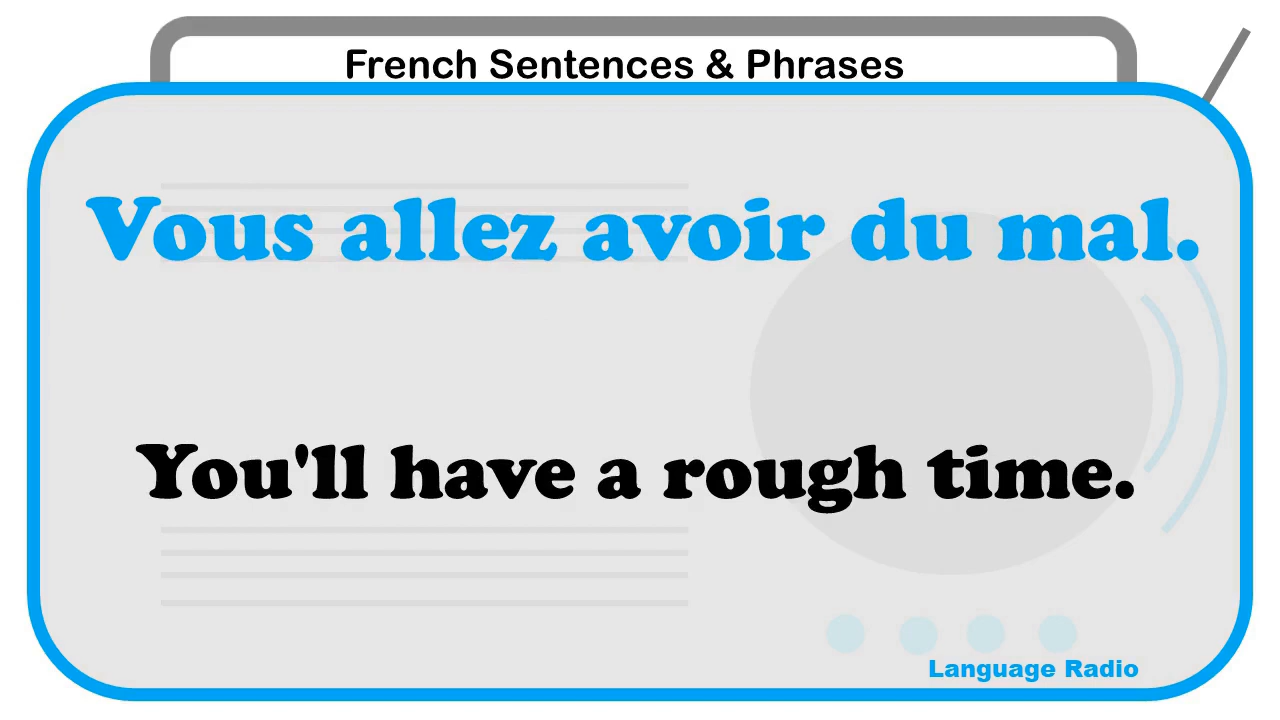 French Sentences & Phrases
Vous allez avoir du mal.
You'll have a rough time.
Language Radio